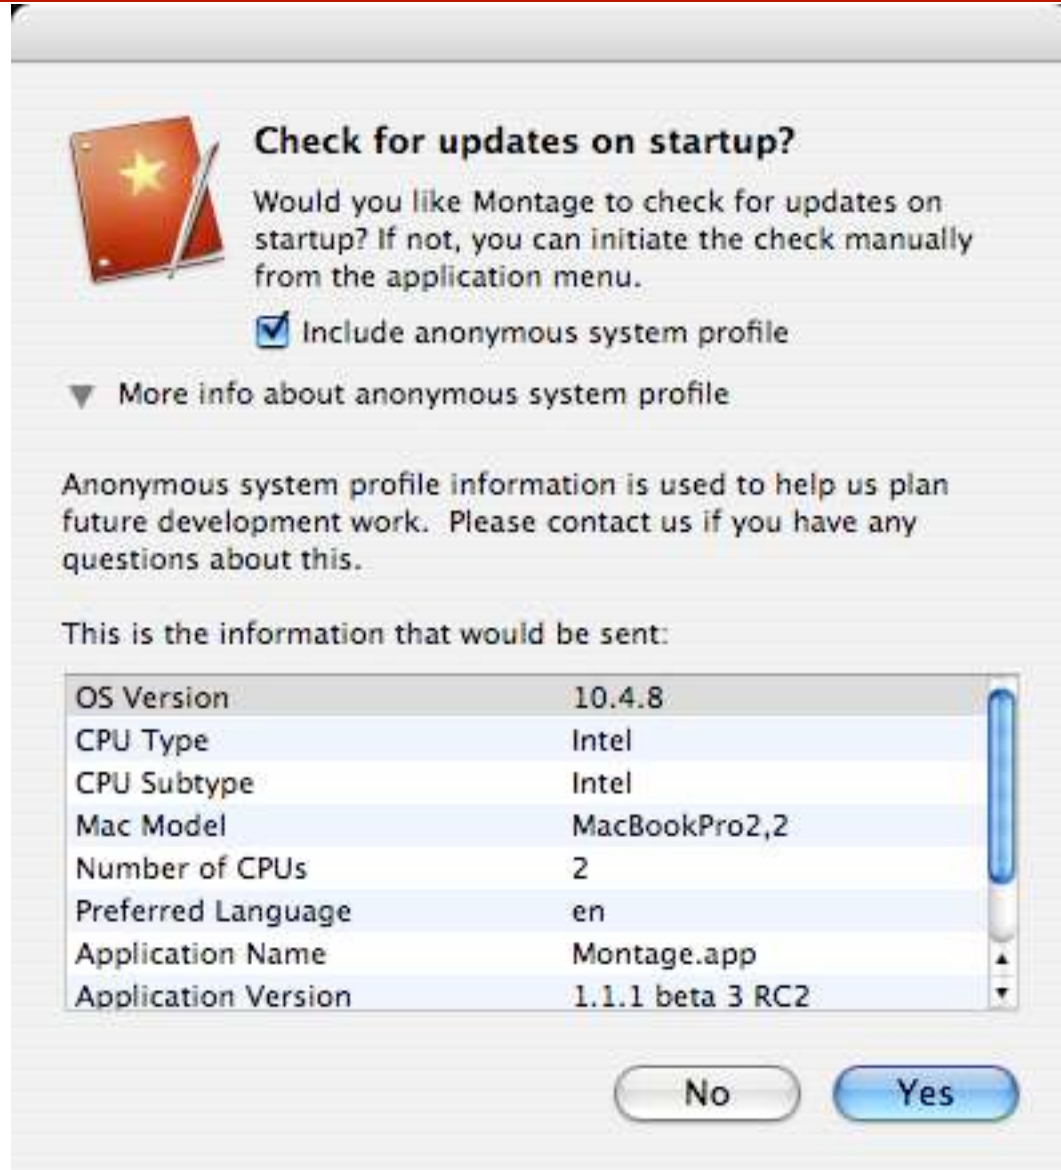 Check for updates on startup?
Would you like Montage to check for updates on
startup? If not, you can initiate the check manually
from the application menu.
Include anonymous system profile
More info about anonymous system profile
Anonymous system profile information is used to help us plan
future development work.  Please contact us if you have any
questions about this.
This is the information that would be sent:
OS Version 10.4.8
CPU Type Intel
CPU Subtype Intel
Mac Model MacBookPro2,2
Number of CPUs 2
Preferred Language en
Application Name Montage.app
Application Version 1.1.1 beta 3 RC2
No Yes